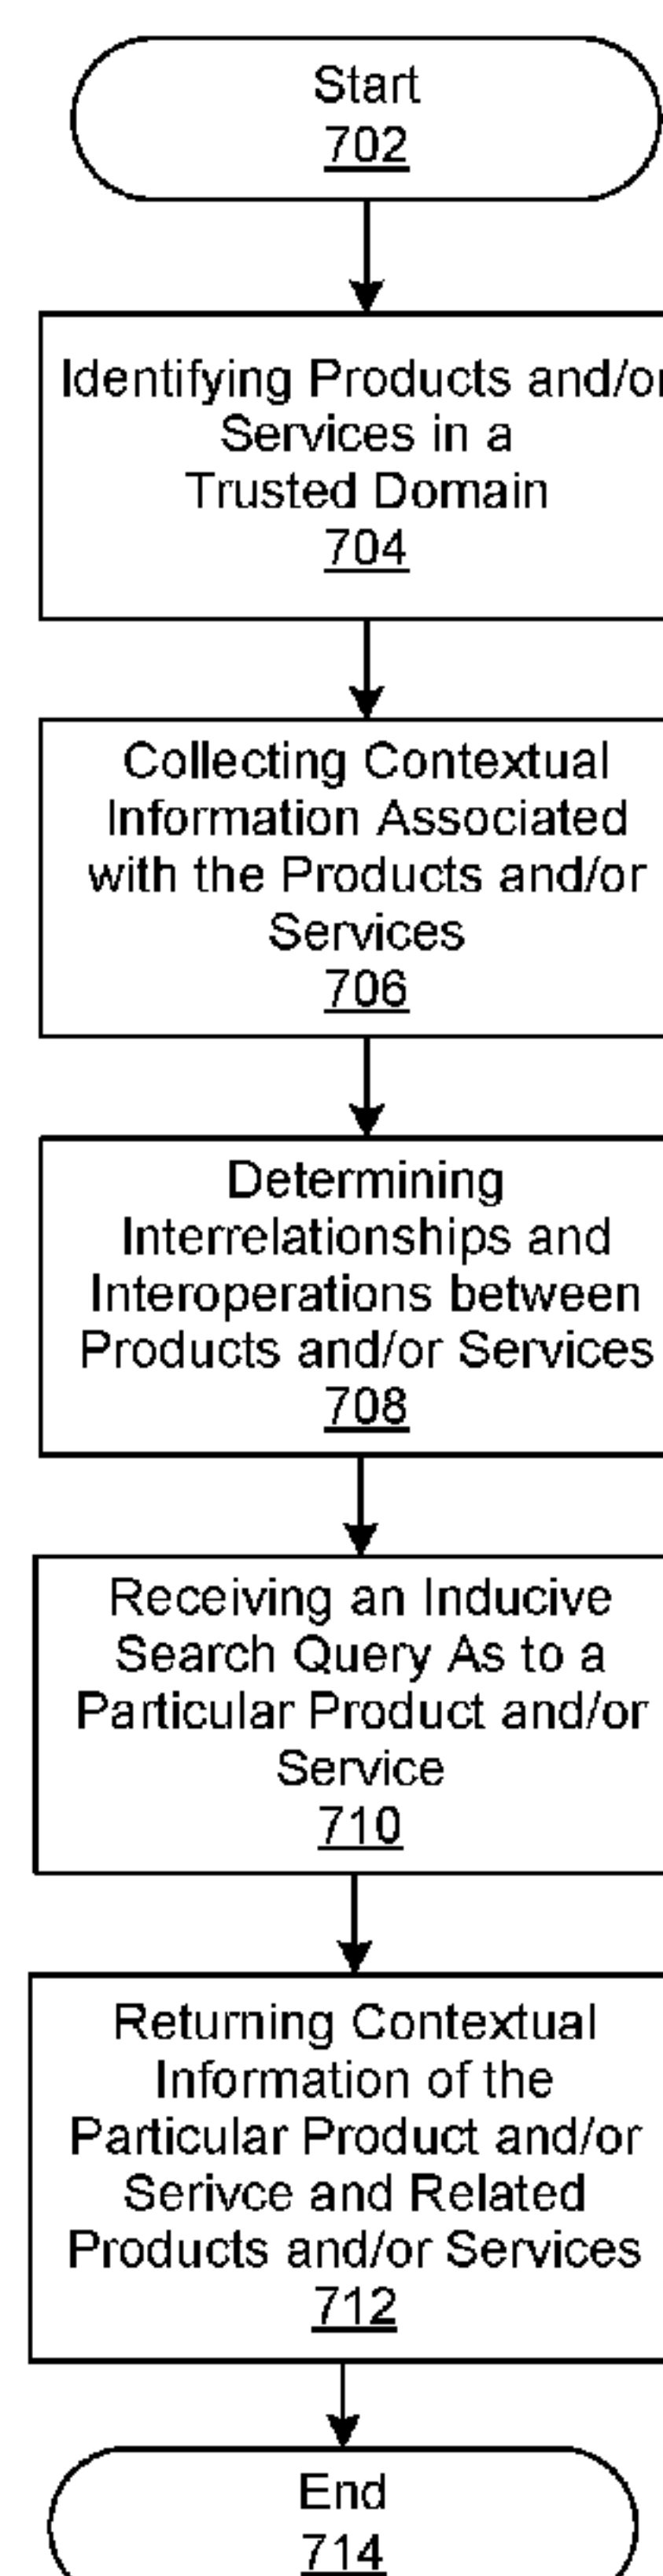 Start
702
Identifying Products and/or
Services in a
Trusted Domain
704
Collecting Contextual
Information Associated
with the Products and/or
Services
706
Determining
Interrelationships and
Interoperations between
Products and/or Services
708
Receiving an Inducive
Search Query As to a
Particular Product and/or
Service
710
Returning Contextual
Information of the
Particular Product and/or
Serivce and Related
Products and/or Services
712
End
714